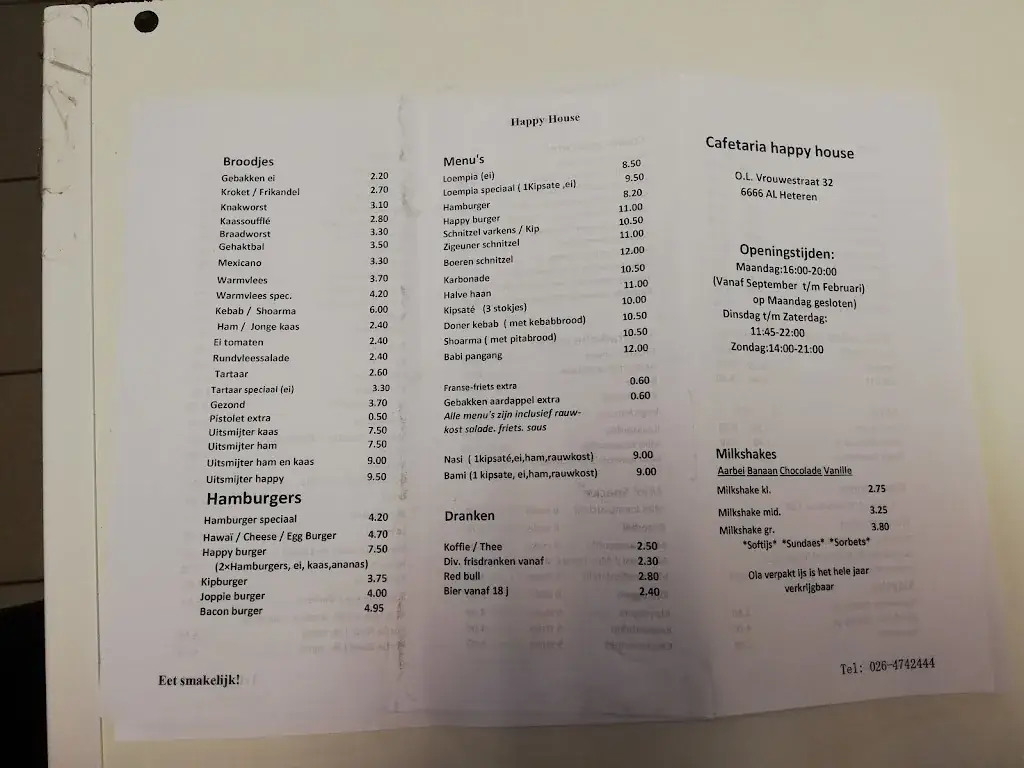 Broodjes
Gebakken ei 2.20
Kroket / Frikandel 2.70
Knakworst 3.10
Kaassoufflé 2.80
Braadworst 3.30
Gehaktbal 3.50
Mexicano 3.30
Warmvlees 3.70
Warmvlees spec. 4.20
Kebab / Shoarma 6.00
Ham / Jonge kaas 2.40
Ei tomaten 2.40
Rundvleessalade 2.40
Tartaar 2.60
Tartaar speciaal (ei) 3.30
Gezond 3.70
Pistolet extra 0.50
Uitsmijter kaas 7.50
Uitsmijter ham 7.50
Uitsmijter ham en kaas 9.00
Uitsmijter happy 9.50
Hamburgers
Hamburger speciaal 4.20
Hawaï / Cheese / Egg Burger 4.70
Happy burger 7.50
(2×Hamburgers, ei, kaas,ananas)
Kipburger 3.75
Joppie burger 4.00
Bacon burger 4.95
Eet smakelijk!
Happy House
Menu's
Loempia (ei) 8.50
Loempia speciaal ( 1Kipsate ,ei) 9.50
Hamburger 8.20
Happy burger 11.00
Schnitzel varkens / Kip 10.50
Zigeuner schnitzel 11.00
Boeren schnitzel 12.00
Karbonade 10.50
Halve haan 11.00
Kipsaté (3 stokjes) 10.00
Doner kebab ( met kebabbrood) 10.50
Shoarma ( met pitabrood) 10.50
Babi pangang 12.00
Franse-friets extra 0.60
Gebakken aardappel extra 0.60
Alle menu's zijn inclusief rauw-
kost salade. friets. saus
Nasi ( 1kipsaté,ei,ham,rauwkost) 9.00
Bami (1 kipsate, ei,ham,rauwkost) 9.00
Dranken
Koffie / Thee 2.50
Div. frisdranken vanaf 2.30
Red bull 2.80
Bier vanaf 18 j 2.40
Cafetaria happy house
O.L. Vrouwestraat 32
6666 AL Heteren
Openingstijden:
Maandag:16:00-20:00
(Vanaf September t/m Februari)
op Maandag gesloten)
Dinsdag t/m Zaterdag:
11:45-22:00
Zondag:14:00-21:00
Milkshakes
Aarbei Banaan Chocolade Vanille
Milkshake kl. 2.75
Milkshake mid. 3.25
Milkshake gr. 3.80
*Softijs* *Sundaes* *Sorbets*
Ola verpakt ijs is het hele jaar
verkrijgbaar
Tel: 026-4742444